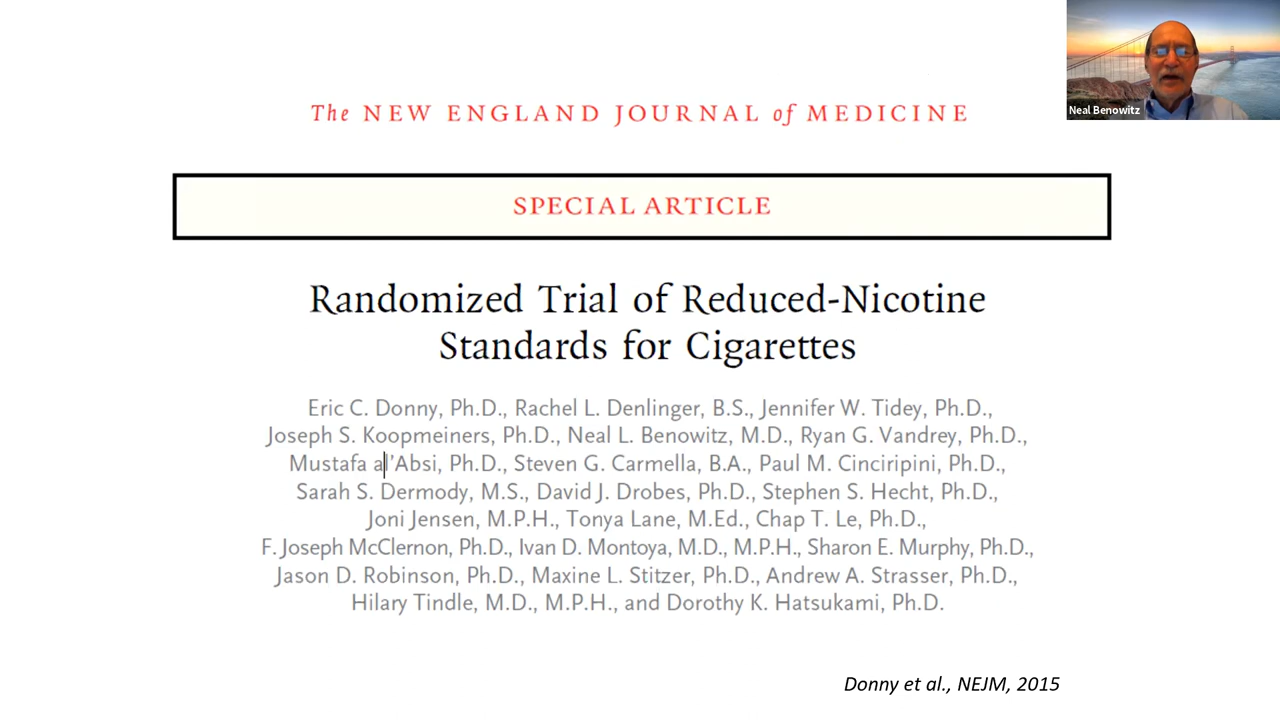 The NEW ENGLAND JOURNAL of MEDICINE
SPECIAL ARTICLE
Randomized Trial of Reduced-Nicotine
Standards for Cigarettes
Eric C. Donny, Ph.D., Rachel L. Denlinger, B.S., Jennifer W. Tidey, Ph.D.,
Joseph S. Koopmeiners, Ph.D., Neal L. Benowitz, M.D., Ryan G. Vandrey, Ph.D.,
Mustafa al’Absi, Ph.D., Steven G. Carmella, B.A., Paul M. Cinciripini, Ph.D.,
Sarah S. Dermody, M.S., David J. Drobes, Ph.D., Stephen S. Hecht, Ph.D.,
Joni Jensen, M.P.H., Tonya Lane, M.Ed., Chap T. Le, Ph.D.,
F. Joseph McClernon, Ph.D., Ivan D. Montoya, M.D., M.P.H., Sharon E. Murphy, Ph.D.,
Jason D. Robinson, Ph.D., Maxine L. Stitzer, Ph.D., Andrew A. Strasser, Ph.D.,
Hilary Tindle, M.D., M.P.H., and Dorothy K. Hatsukami, Ph.D.
Donny et al., NEJM, 2015
Neal Benowitz